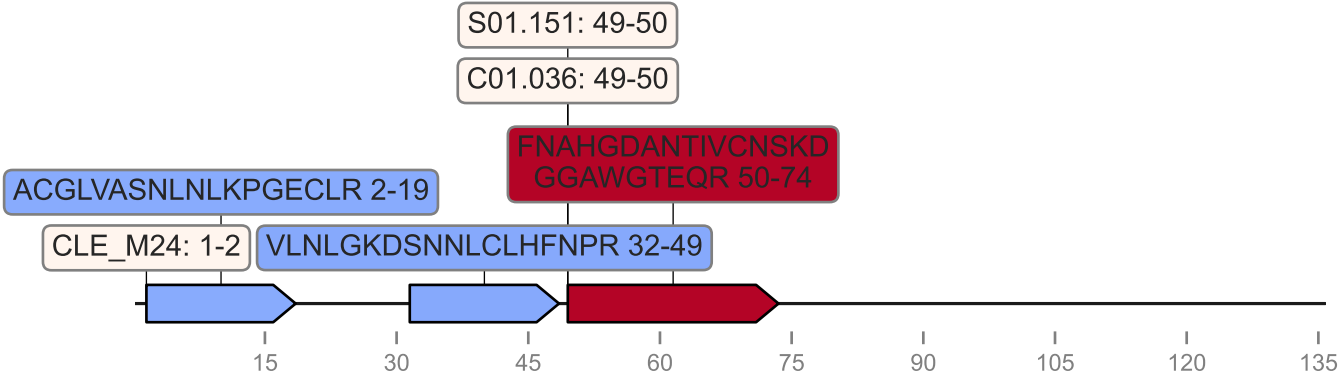 S01.151: 49-50
C01.036: 49-50
FNAHGDANTIVCNSKD
GGAWGTEQR 50-74
ACGLVASNLNLKPGECLR 2-19
CLE_M24: 1-2
VLNLGKDSNNLCLHFNPR 32-49
15 30 45 60 75 90 105 120 135